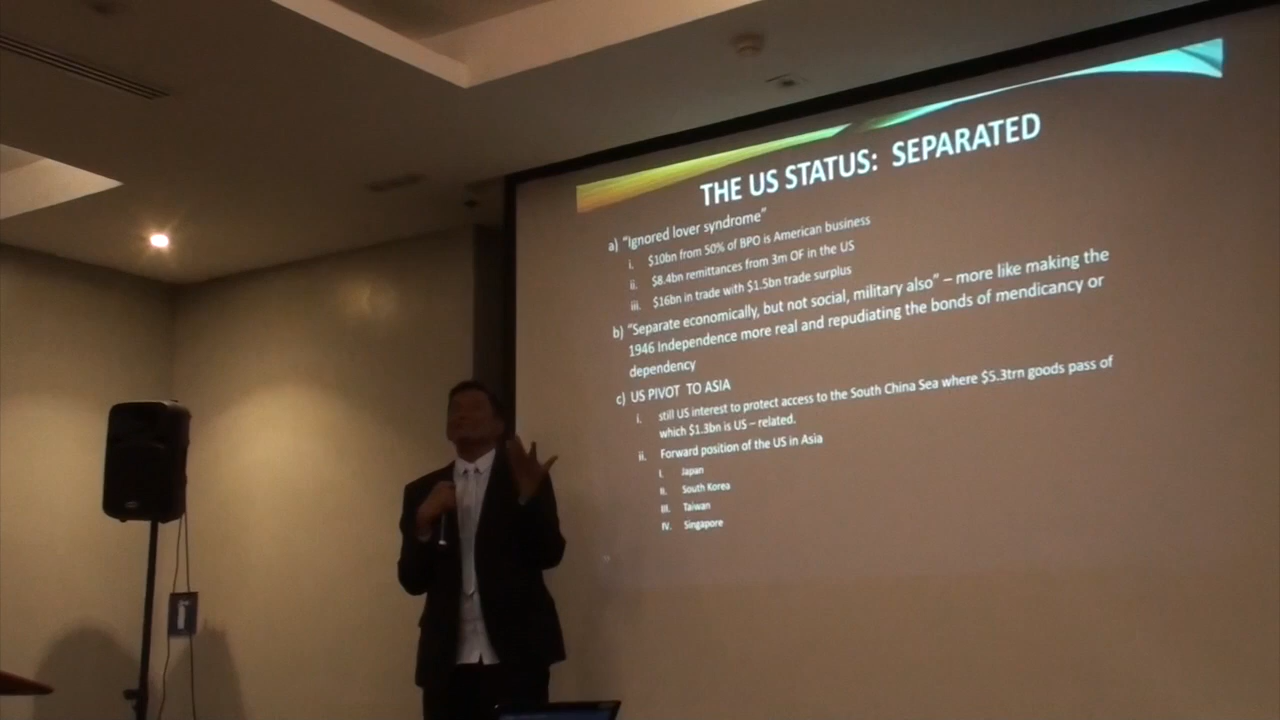 THE US STATUS: SEPARATED
a) "Ignored lover syndrome"
i. $10bn from 50% of BPO is American business
ii. $8.4bn remittances from 3m OF in the US
iii. $16bn in trade with $1.5bn trade surplus
b) "Separate economically, but not social, military also" – more like making the
1946 Independence more real and repudiating the bonds of mendicancy or
dependency
c) US PIVOT TO ASIA
i. still US interest to protect access to the South China Sea where $5.3trn goods pass of
which $1.3bn is US – related.
ii. Forward position of the US in Asia
I. Japan
II. South Korea
III. Taiwan
IV. Singapore